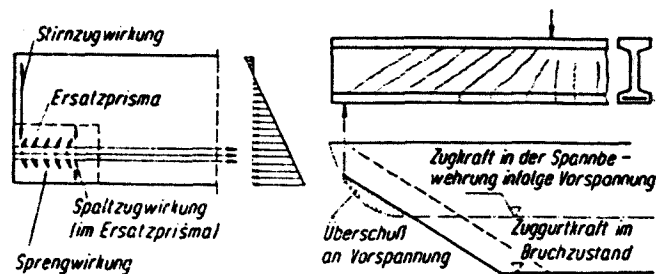 Stirnzugwirkung
Ersatzprisma
Spaltzugwirkung
(im Ersatzprisma)
Sprengwirkung
Zugkraft in der Spannbe-
wehrung infolge Vorspannung
Überschuß
an Vorspannung
Zuggurtkraft im
Bruchzustand